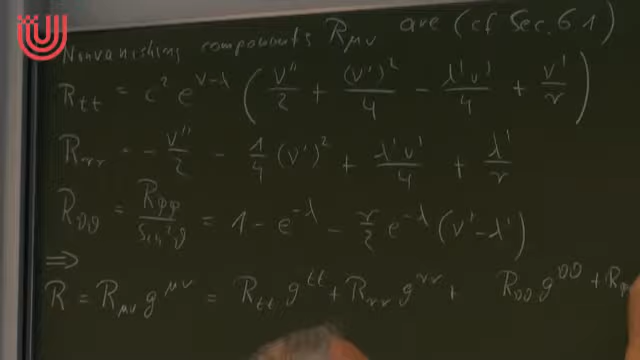 Nonvanishing components R_μν are (cf Sec. 6.1)
R_tt = c² e^(ν-λ) ( ν''/2 + (ν')²/4 - λ'ν'/4 + ν'/r )
R_rr = - ν''/2 - 1/4 (ν')² + λ'ν'/4 + λ'/r
R_ϑϑ = R_φφ/sin²ϑ = 1 - e^(-λ) - r/2 e^(-λ) (ν' - λ')
⇒
R = R_μν g^μν = R_tt g^tt + R_rr g^rr + R_ϑϑ g^ϑϑ + R